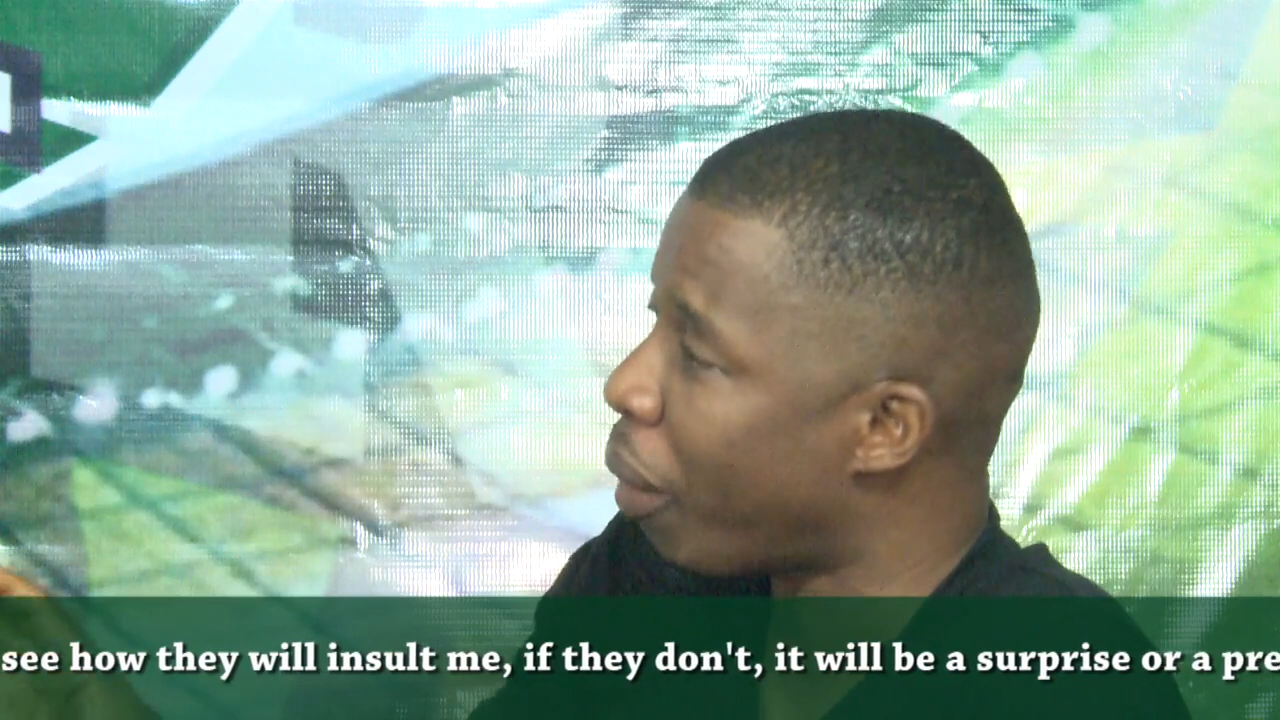 see how they will insult me, if they don't, it will be a surprise or a pre